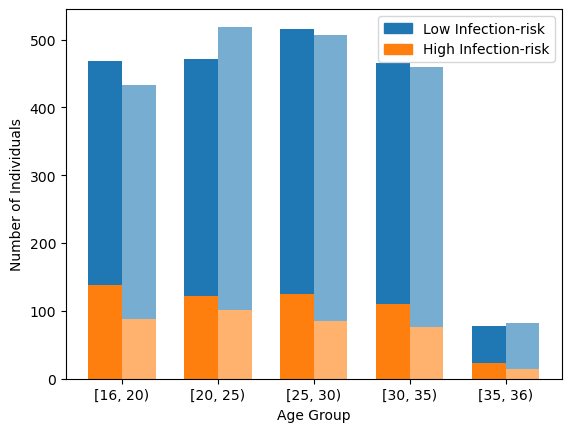 Low Infection-risk
High Infection-risk
500
400
300
200
100
0
Number of Individuals
[16, 20)
[20, 25)
[25, 30)
[30, 35)
[35, 36)
Age Group